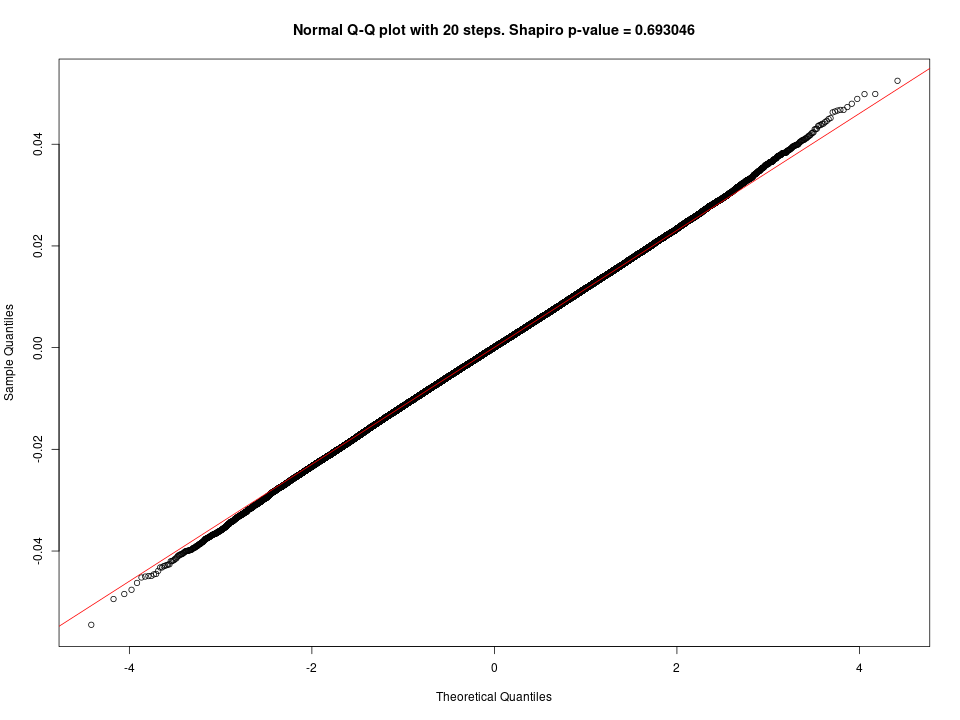 Normal Q-Q plot with 20 steps. Shapiro p-value = 0.693046
0.04
0.02
0.00
-0.02
-0.04
Sample Quantiles
-4 -2 0 2 4
Theoretical Quantiles